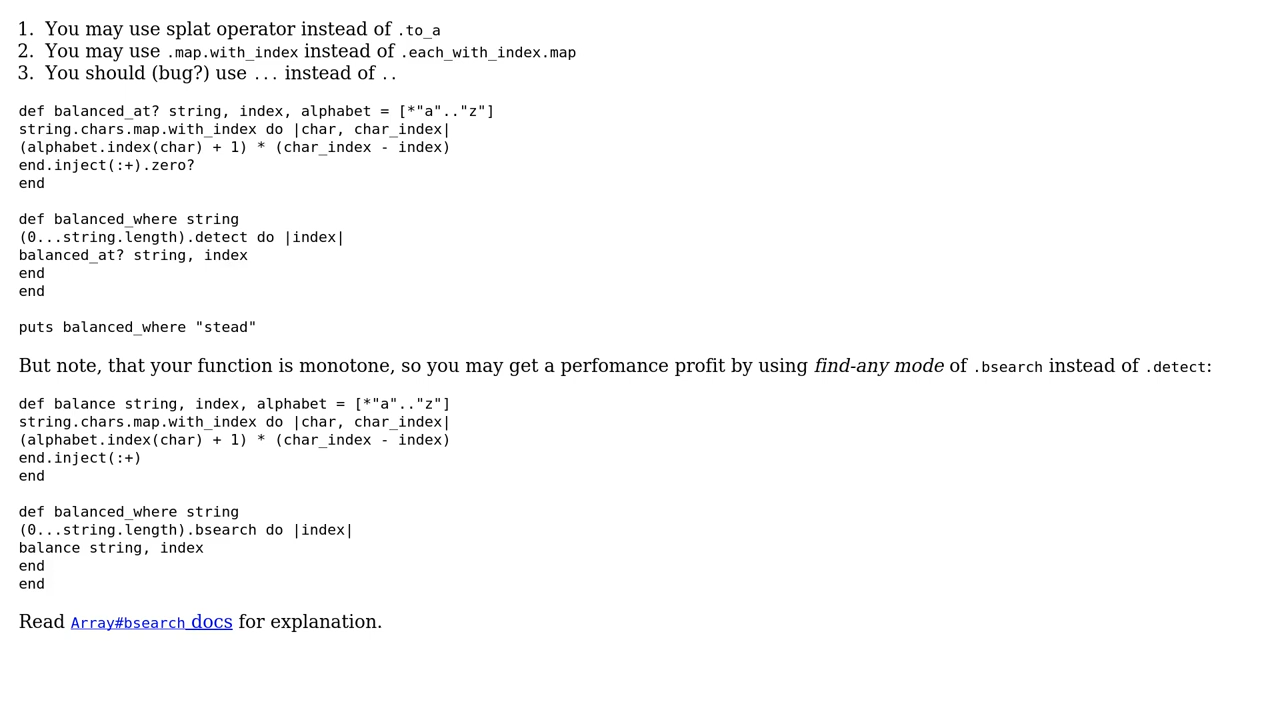 1. You may use splat operator instead of .to_a
2. You may use .map.with_index instead of .each_with_index.map
3. You should (bug?) use ... instead of ..
def balanced_at? string, index, alphabet = [*"a".."z"]
string.chars.map.with_index do |char, char_index|
(alphabet.index(char) + 1) * (char_index - index)
end.inject(:+).zero?
end
def balanced_where string
(0...string.length).detect do |index|
balanced_at? string, index
end
end
puts balanced_where "stead"
But note, that your function is monotone, so you may get a perfomance profit by using find-any mode of .bsearch instead of .detect:
def balance string, index, alphabet = [*"a".."z"]
string.chars.map.with_index do |char, char_index|
(alphabet.index(char) + 1) * (char_index - index)
end.inject(:+)
end
def balanced_where string
(0...string.length).bsearch do |index|
balance string, index
end
end
Read Array#bsearch docs for explanation.